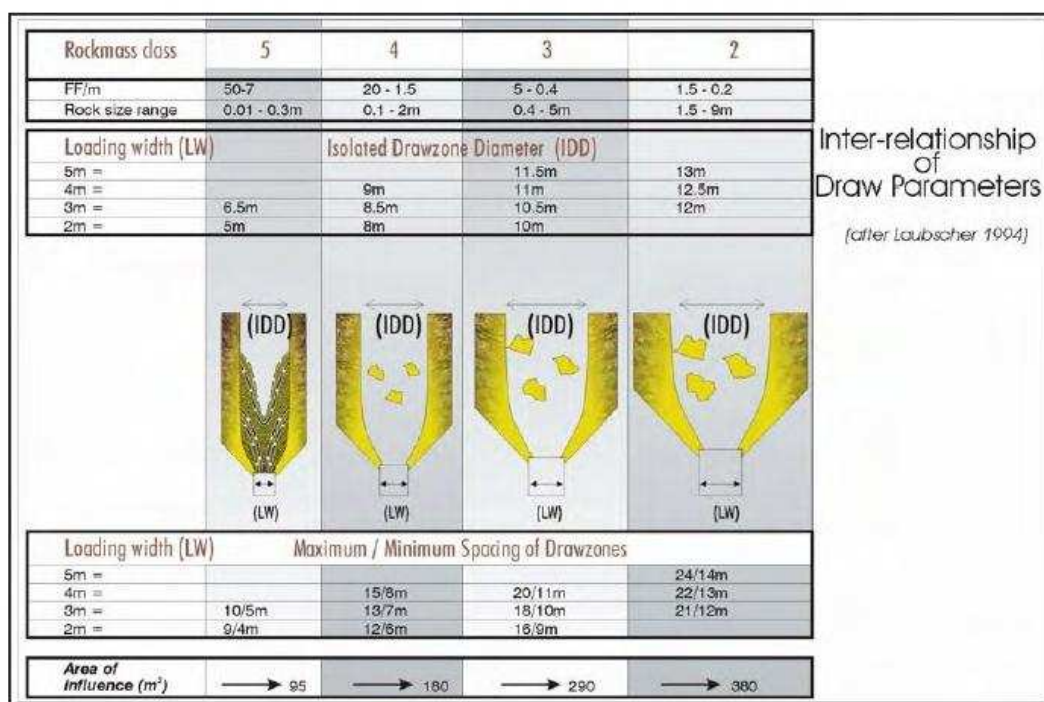 Rockmass class 5 4 3 2
FF/m 50-7 20 - 1.5 5 - 0.4 1.5 - 0.2
Rock size range 0.01 - 0.3m 0.1 - 2m 0.4 - 5m 1.5 - 9m
Loading width (LW) Isolated Drawzone Diameter (IDD)
5m = 11.5m 13m
4m = 9m 11m 12.5m
3m = 6.5m 8.5m 10.5m 12m
2m = 5m 8m 10m
Inter-relationship
of
Draw Parameters
(after Laubscher 1994)
(IDD) (IDD) (IDD) (IDD)
(LW) (LW) (LW) (LW)
Loading width (LW) Maximum / Minimum Spacing of Drawzones
5m = 24/14m
4m = 15/8m 20/11m 22/13m
3m = 10/5m 13/7m 18/10m 21/12m
2m = 9/4m 12/6m 16/9m
Area of
Influence (m²) 95 180 290 380